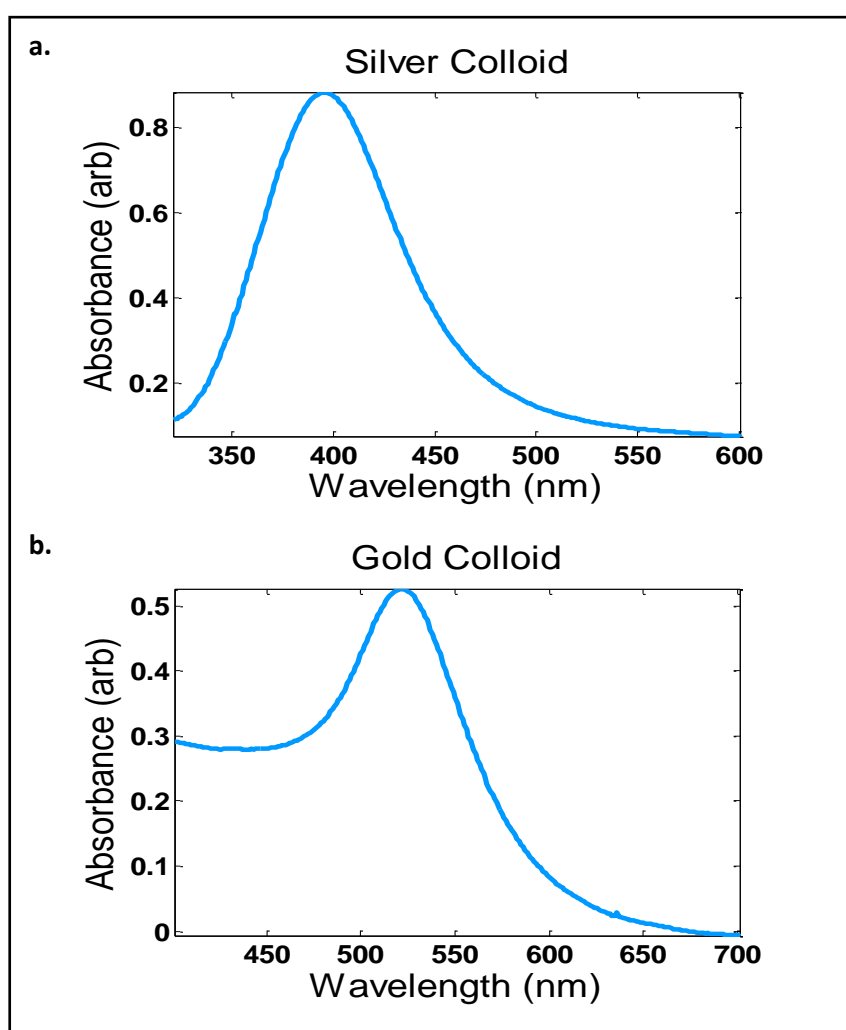 a.
Silver Colloid
Absorbance (arb)
0.8
0.6
0.4
0.2
350 400 450 500 550 600
Wavelength (nm)
b.
Gold Colloid
Absorbance (arb)
0.5
0.4
0.3
0.2
0.1
0
450 500 550 600 650 700
Wavelength (nm)